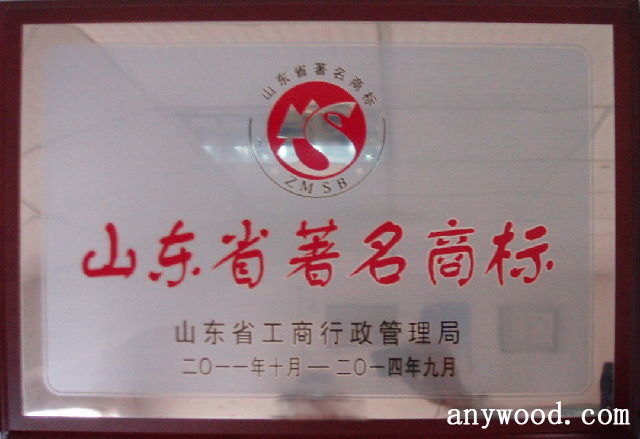 山东省著名商标
ZMSB
山东省著名商标
山东省工商行政管理局
二〇一一年十月—二〇一四年九月
anywood.com